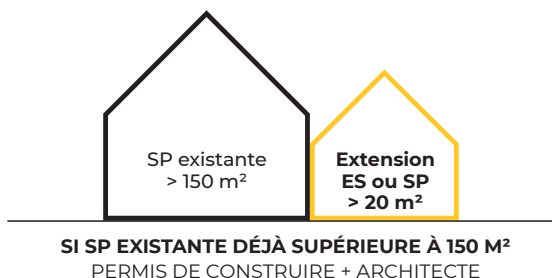 SP existante
> 150 m²
Extension
ES ou SP
> 20 m²
SI SP EXISTANTE DÉJÀ SUPÉRIEURE À 150 M²
PERMIS DE CONSTRUIRE + ARCHITECTE